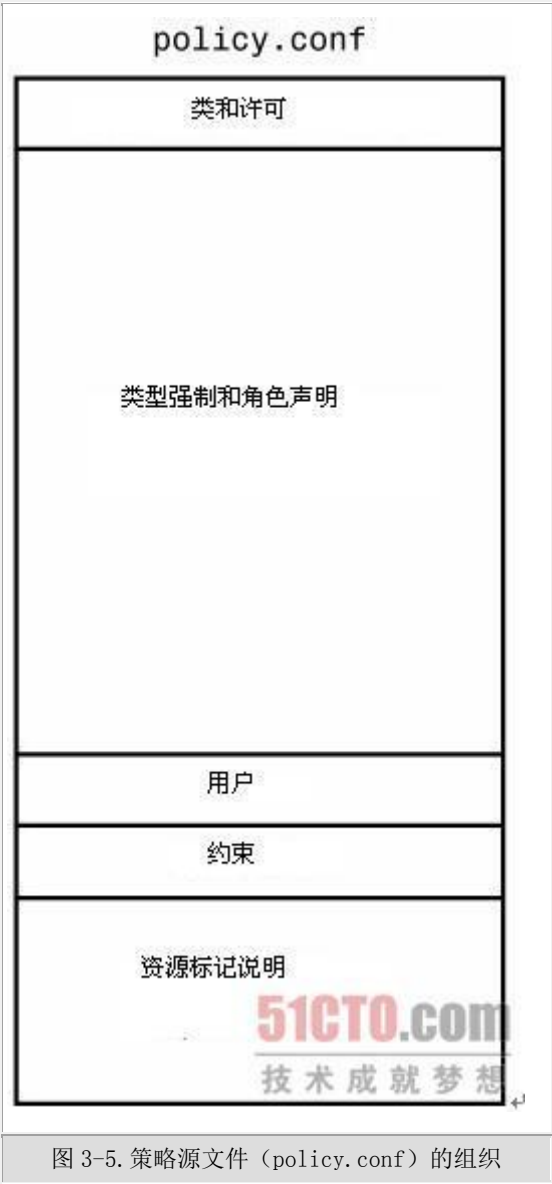 policy.conf
类和许可
类型强制和角色声明
用户
约束
资源标记说明
51CTO.com
技术成就梦想
图 3-5.策略源文件（policy.conf）的组织